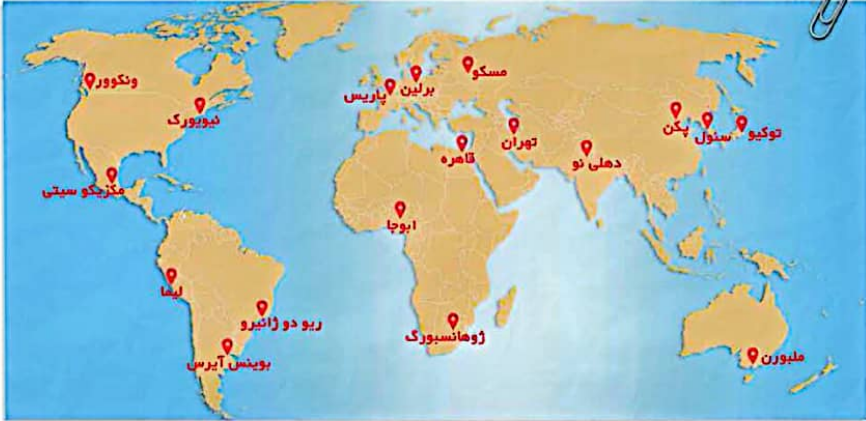 ونکوور
نیویورک
مکزیکو سیتی
لیما
ریو دو ژانیرو
بوینس آیرس
پاریس
برلین
مسکو
قاهره
تهران
ابوجا
ژوهانسبورگ
دهلی نو
پکن
سئول
توکیو
ملبورن